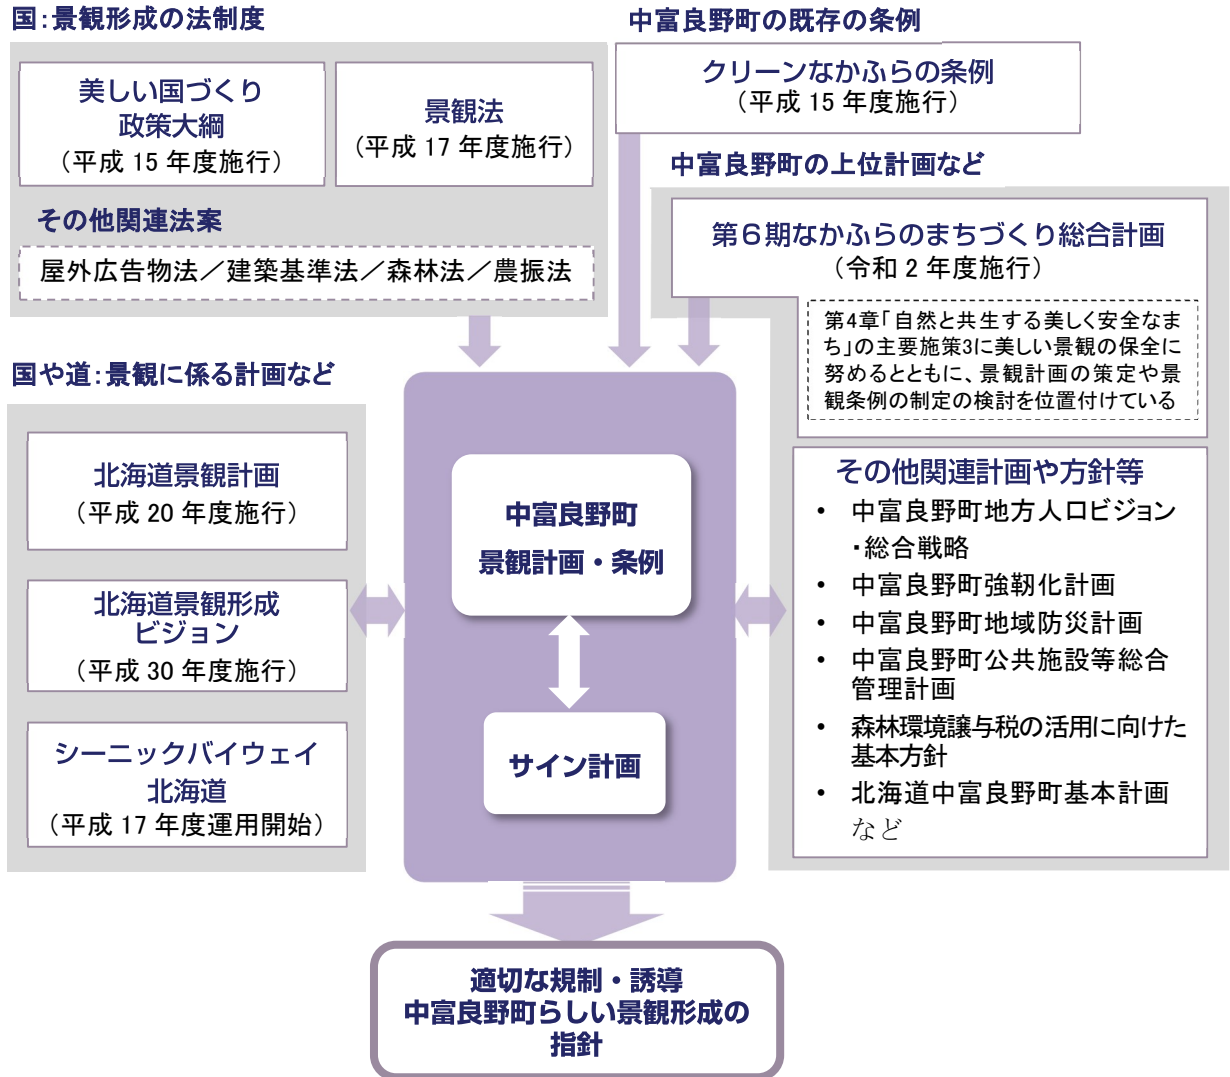 国：景観形成の法制度
美しい国づくり
政策大綱
（平成 15 年度施行）
景観法
（平成 17 年度施行）
その他関連法案
屋外広告物法／建築基準法／森林法／農振法
中富良野町の既存の条例
クリーンなかふらの条例
（平成 15 年度施行）
中富良野町の上位計画など
第６期なかふらのまちづくり総合計画
（令和 2 年度施行）
第4章「自然と共生する美しく安全なま
ち」の主要施策3に美しい景観の保全に
努めるとともに、景観計画の策定や景
観条例の制定の検討を位置付けている
国や道：景観に係る計画など
北海道景観計画
（平成 20 年度施行）
北海道景観形成
ビジョン
（平成 30 年度施行）
シーニックバイウェイ
北海道
（平成 17 年度運用開始）
中富良野町
景観計画・条例
サイン計画
その他関連計画や方針等
• 中富良野町地方人口ビジョン
・総合戦略
• 中富良野町強靭化計画
• 中富良野町地域防災計画
• 中富良野町公共施設等総合
管理計画
• 森林環境譲与税の活用に向けた
基本方針
• 北海道中富良野町基本計画
など
適切な規制・誘導
中富良野町らしい景観形成の
指針